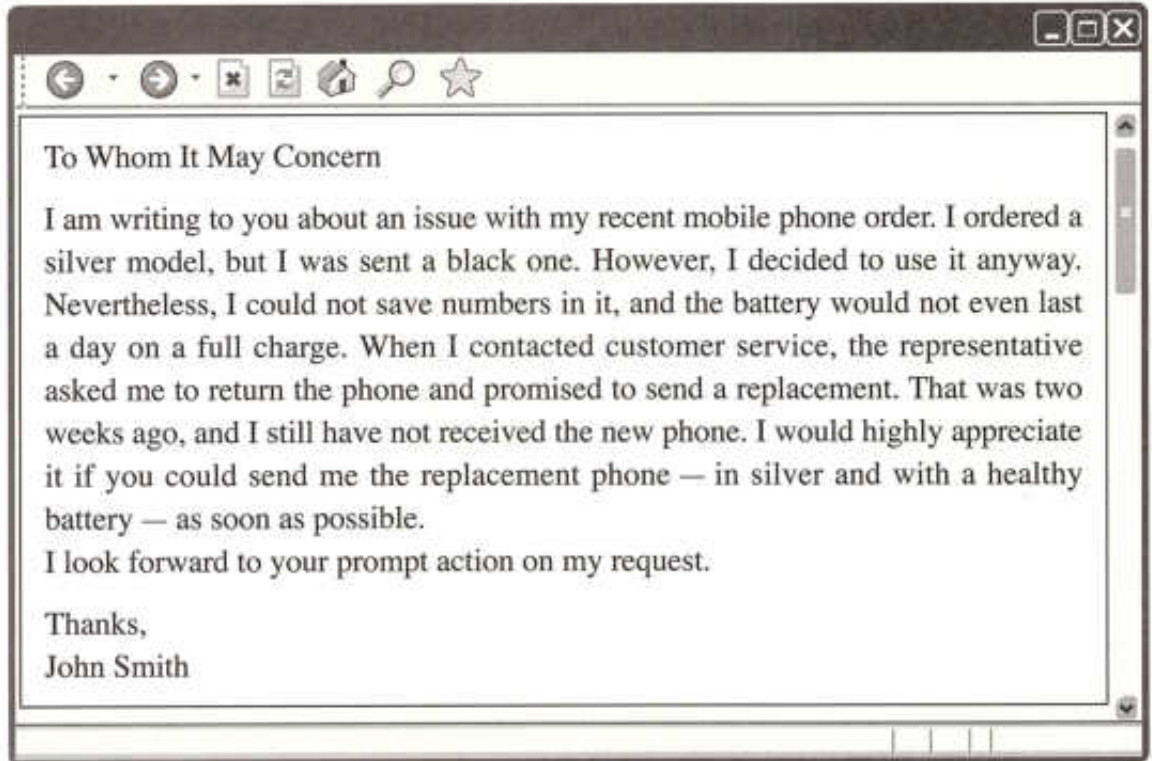 To Whom It May Concern
I am writing to you about an issue with my recent mobile phone order. I ordered a
silver model, but I was sent a black one. However, I decided to use it anyway.
Nevertheless, I could not save numbers in it, and the battery would not even last
a day on a full charge. When I contacted customer service, the representative
asked me to return the phone and promised to send a replacement. That was two
weeks ago, and I still have not received the new phone. I would highly appreciate
it if you could send me the replacement phone — in silver and with a healthy
battery — as soon as possible.
I look forward to your prompt action on my request.
Thanks,
John Smith